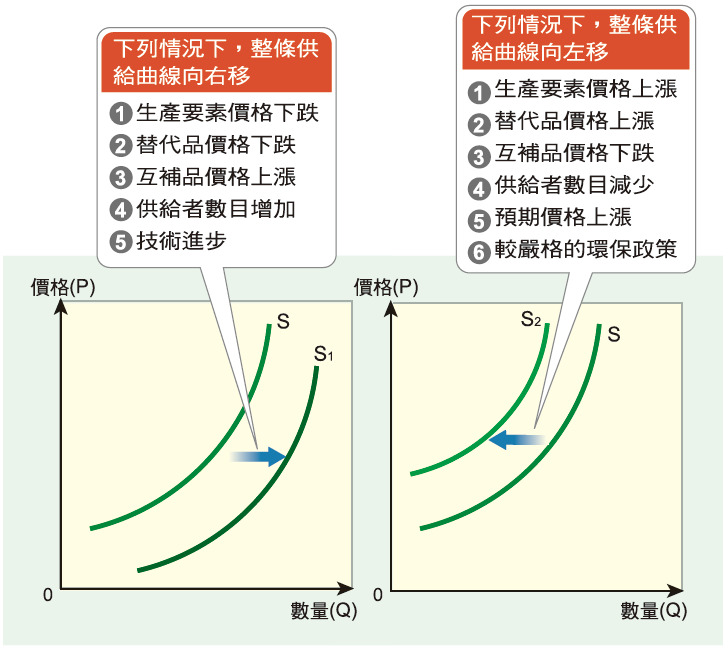 下列情況下，整條供
給曲線向右移
1 生產要素價格下跌
2 替代品價格下跌
3 互補品價格上漲
4 供給者數目增加
5 技術進步
下列情況下，整條供
給曲線向左移
1 生產要素價格上漲
2 替代品價格上漲
3 互補品價格下跌
4 供給者數目減少
5 預期價格上漲
6 較嚴格的環保政策
價格(P)
S
S1
0
數量(Q)
價格(P)
S2
S
0
數量(Q)